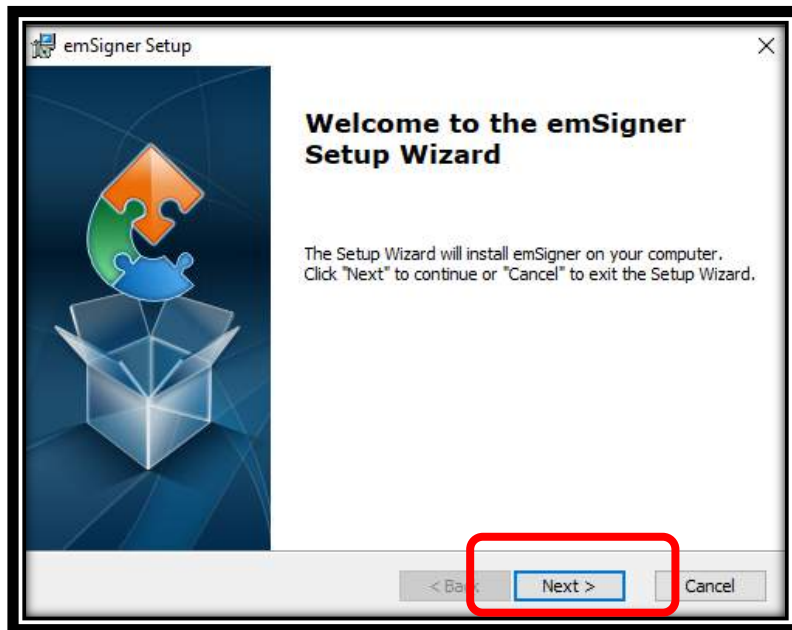 emSigner Setup
Welcome to the emSigner
Setup Wizard
The Setup Wizard will install emSigner on your computer.
Click "Next" to continue or "Cancel" to exit the Setup Wizard.
< Back Next > Cancel